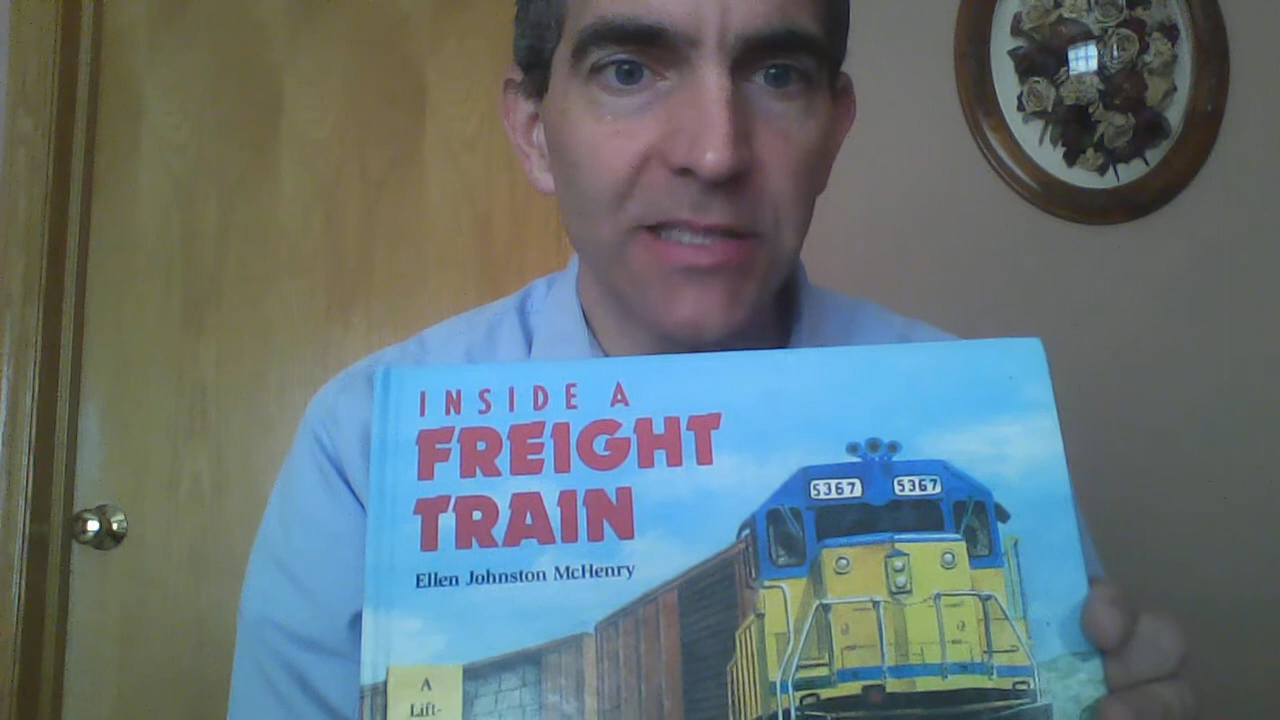 INSIDE A
FREIGHT
TRAIN
Ellen Johnston McHenry
5367 5367
A
Lift-